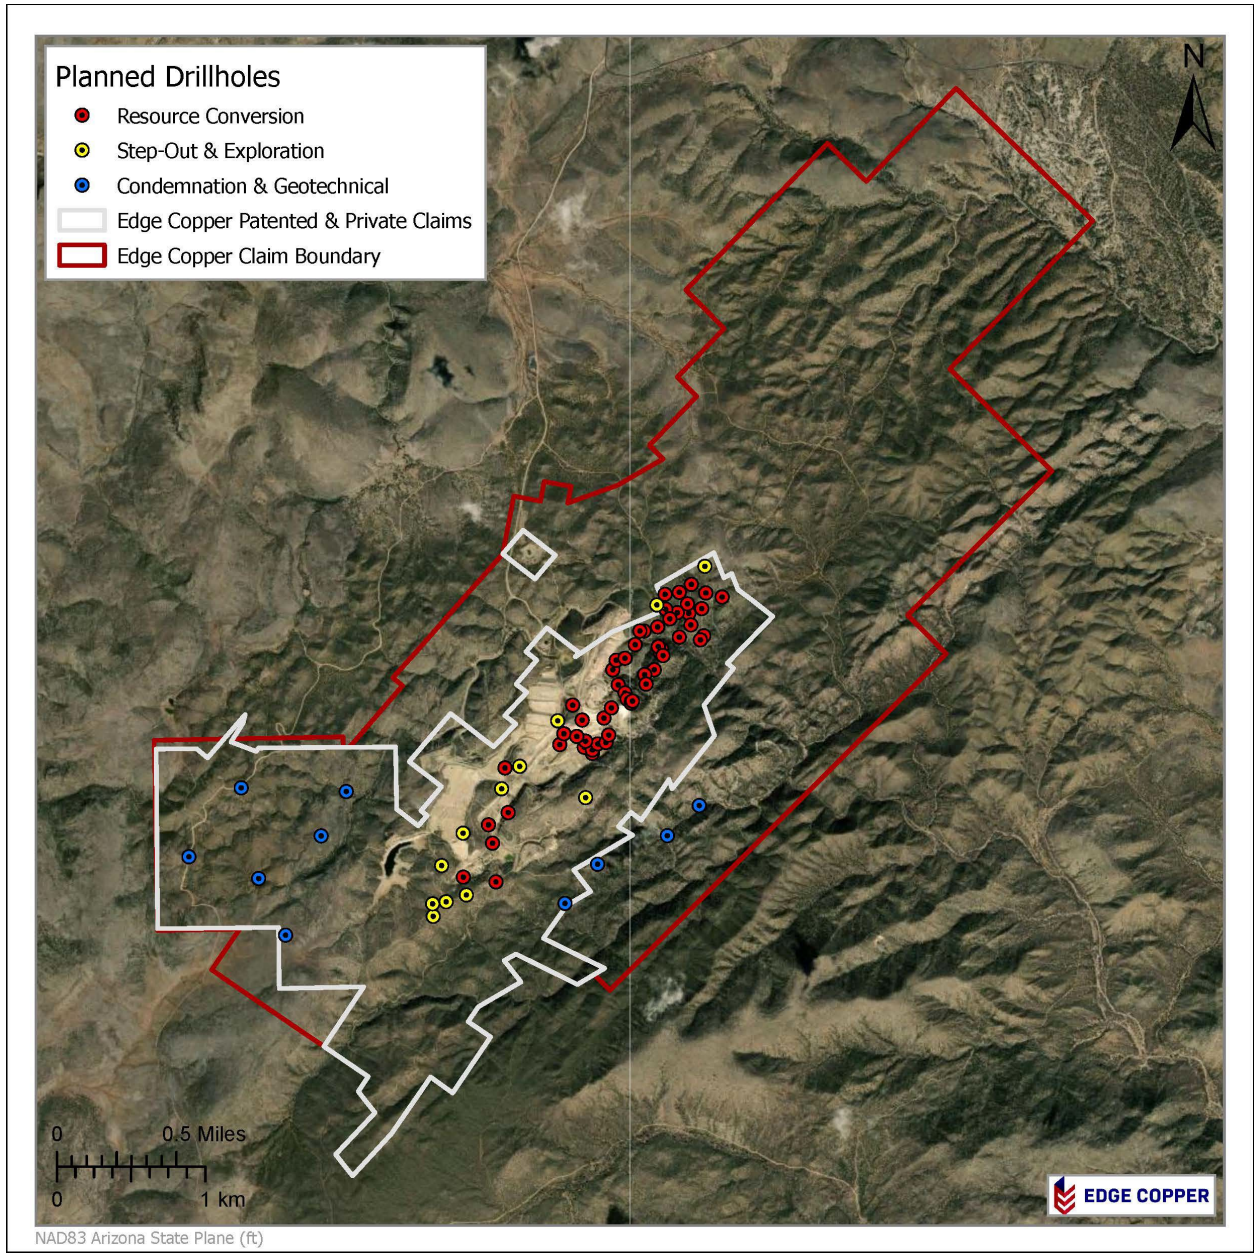 Planned Drillholes
Resource Conversion
Step-Out & Exploration
Condemnation & Geotechnical
Edge Copper Patented & Private Claims
Edge Copper Claim Boundary
N
0 0.5 Miles
0 1 km
EDGE COPPER
NAD83 Arizona State Plane (ft)